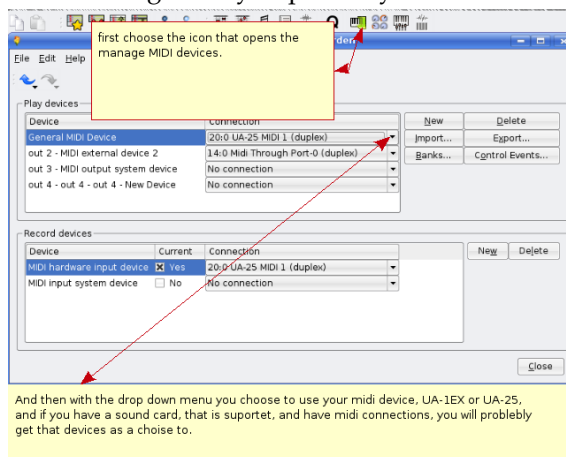 first choose the icon that opens the
manage MIDI devices.
File Edit Help
Play devices
Device Connection
General MIDI Device 20:0 UA-25 MIDI 1 (duplex)
out 2 - MIDI external device 2 14:0 Midi Through Port-0 (duplex)
out 3 - MIDI output system device No connection
out 4 - out 4 - out 4 - New Device No connection
New Delete
Import... Export...
Banks... Control Events...
Record devices
Device Current Connection
MIDI hardware input device Yes 20:0 UA-25 MIDI 1 (duplex)
MIDI input system device No No connection
New Delete
Close
And then with the drop down menu you choose to use your midi device, UA-1EX or UA-25,
and if you have a sound card, that is suportet, and have midi connections, you will problebly
get that devices as a choise to.